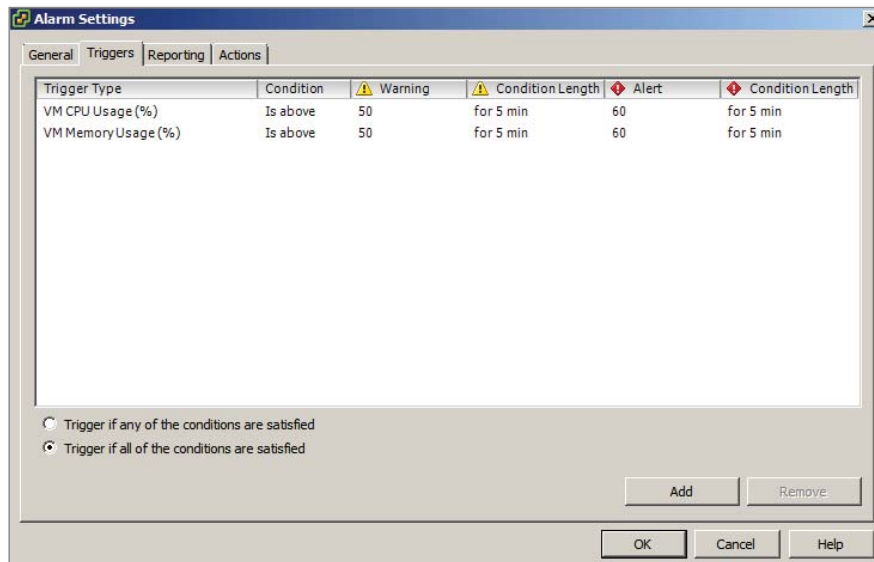 Alarm Settings
General Triggers Reporting Actions
Trigger Type Condition Warning Condition Length Alert Condition Length
VM CPU Usage (%) Is above 50 for 5 min 60 for 5 min
VM Memory Usage (%) Is above 50 for 5 min 60 for 5 min
Trigger if any of the conditions are satisfied
Trigger if all of the conditions are satisfied
Add Remove
OK Cancel Help